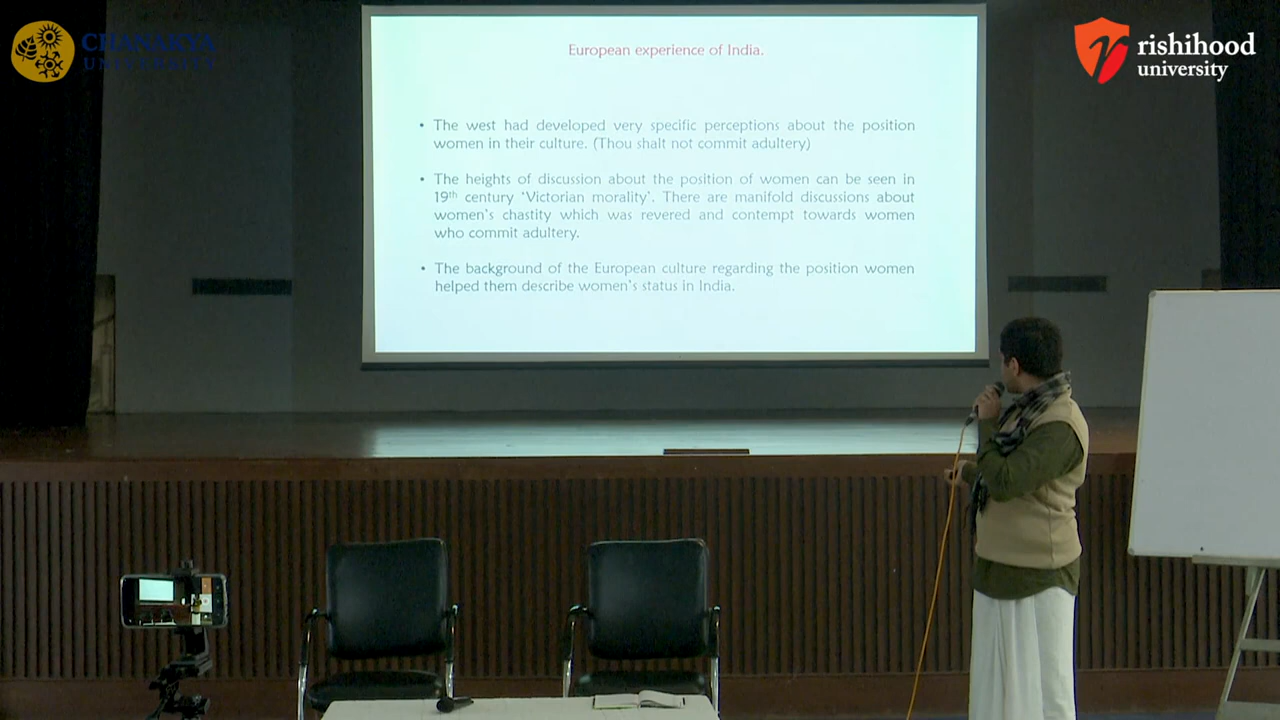 CHANAKYA
UNIVERSITY
rishihood
university
European experience of India.
• The west had developed very specific perceptions about the position
women in their culture. (Thou shalt not commit adultery)
• The heights of discussion about the position of women can be seen in
19th century ‘Victorian morality’. There are manifold discussions about
women's chastity which was revered and contempt towards women
who commit adultery.
• The background of the European culture regarding the position women
helped them describe women's status in India.